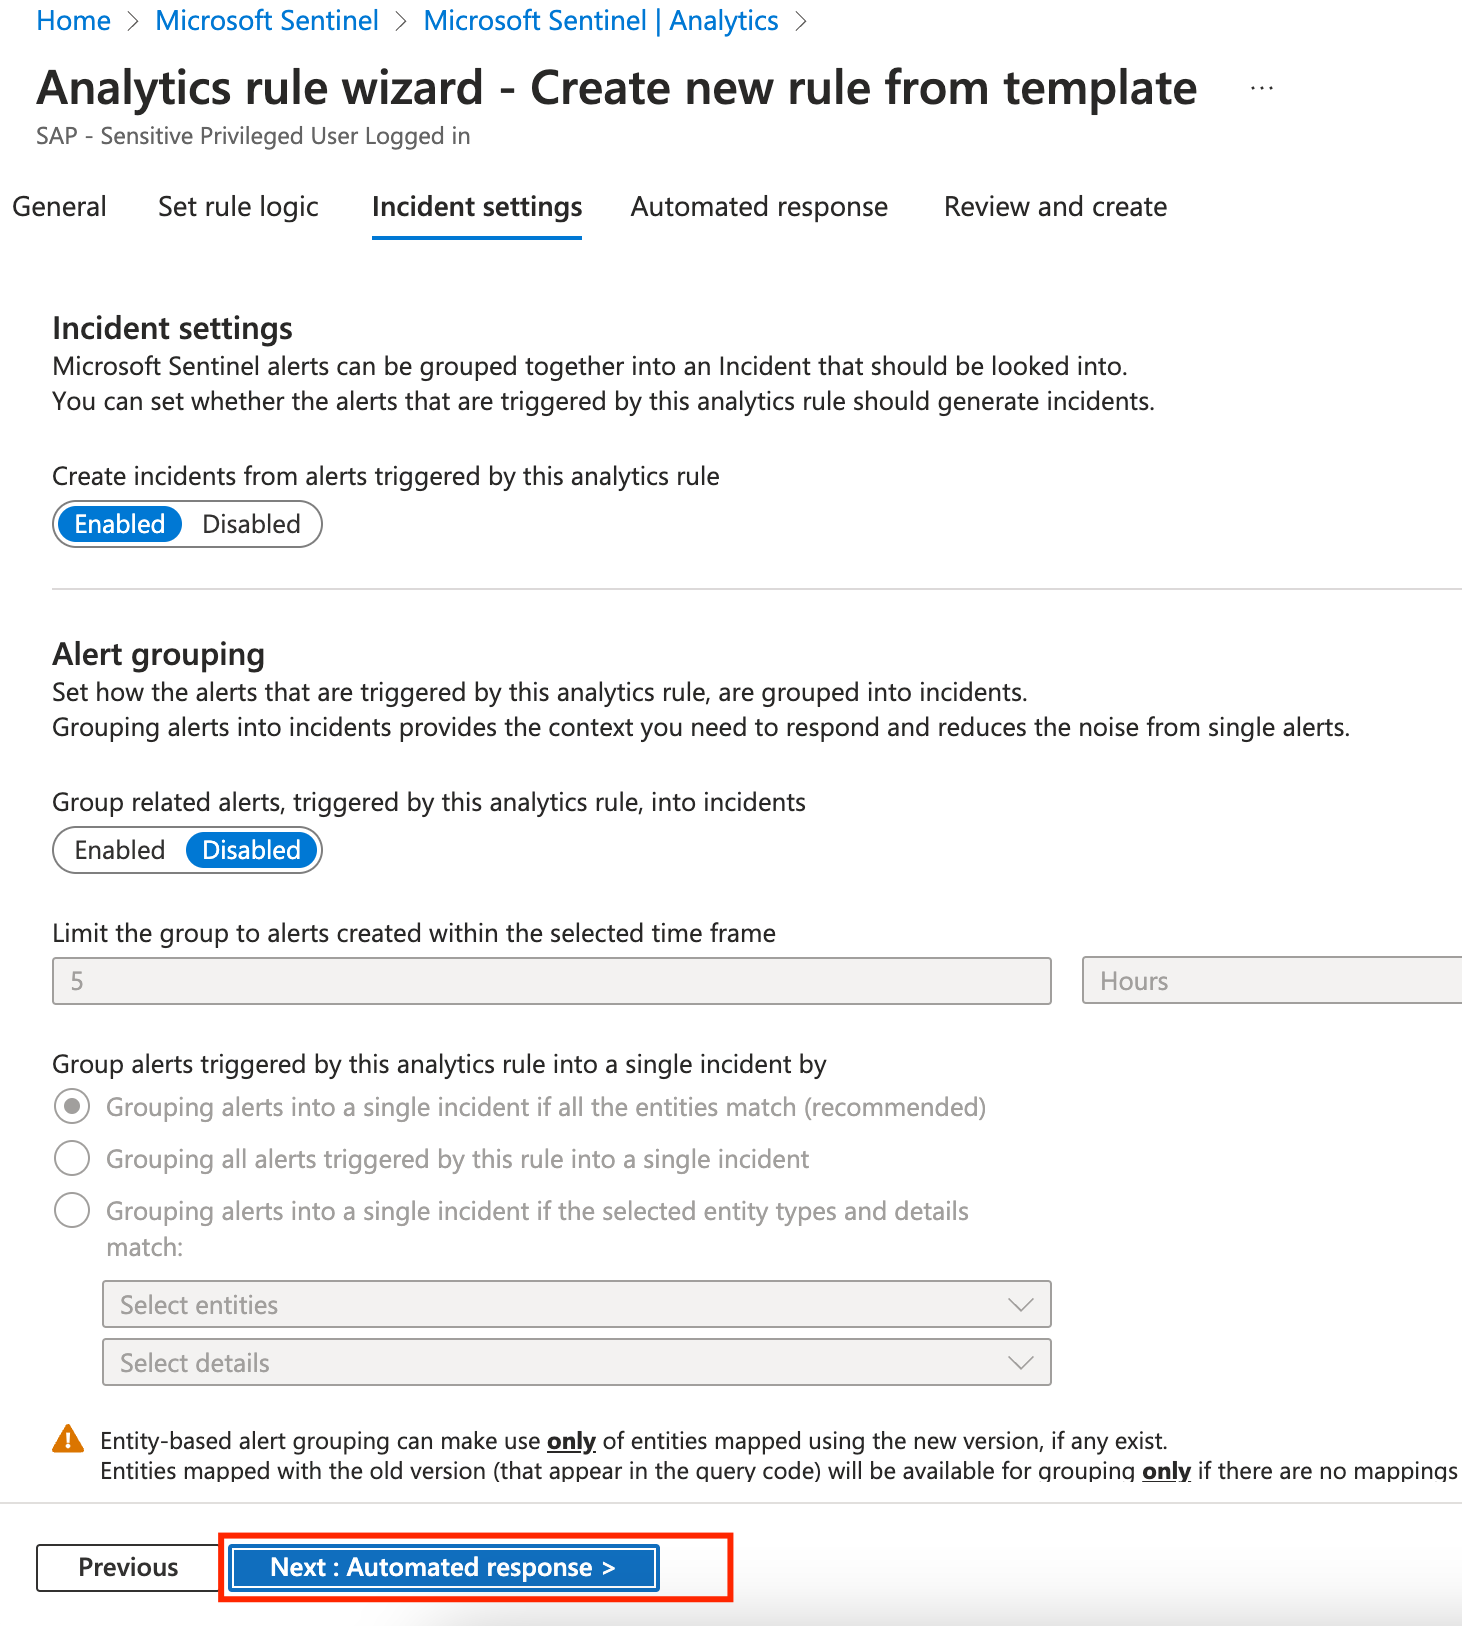 Home > Microsoft Sentinel > Microsoft Sentinel | Analytics >
Analytics rule wizard - Create new rule from template ...
SAP - Sensitive Privileged User Logged in
General Set rule logic Incident settings Automated response Review and create
Incident settings
Microsoft Sentinel alerts can be grouped together into an Incident that should be looked into.
You can set whether the alerts that are triggered by this analytics rule should generate incidents.
Create incidents from alerts triggered by this analytics rule
Enabled Disabled
Alert grouping
Set how the alerts that are triggered by this analytics rule, are grouped into incidents.
Grouping alerts into incidents provides the context you need to respond and reduces the noise from single alerts.
Group related alerts, triggered by this analytics rule, into incidents
Enabled Disabled
Limit the group to alerts created within the selected time frame
5 Hours
Group alerts triggered by this analytics rule into a single incident by
Grouping alerts into a single incident if all the entities match (recommended)
Grouping all alerts triggered by this rule into a single incident
Grouping alerts into a single incident if the selected entity types and details
match:
Select entities
Select details
Entity-based alert grouping can make use only of entities mapped using the new version, if any exist.
Entities mapped with the old version (that appear in the query code) will be available for grouping only if there are no mappings
Previous Next : Automated response >